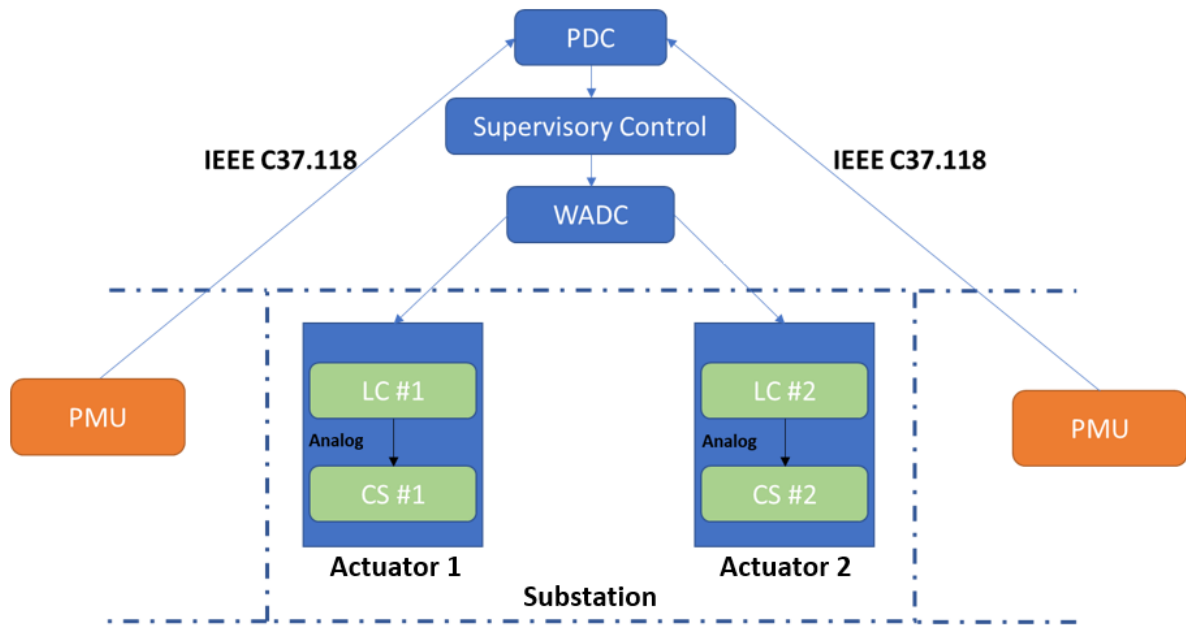 PDC
Supervisory Control
IEEE C37.118
IEEE C37.118
WADC
LC #1
LC #2
PMU
PMU
Analog
Analog
CS #1
CS #2
Actuator 1
Actuator 2
Substation